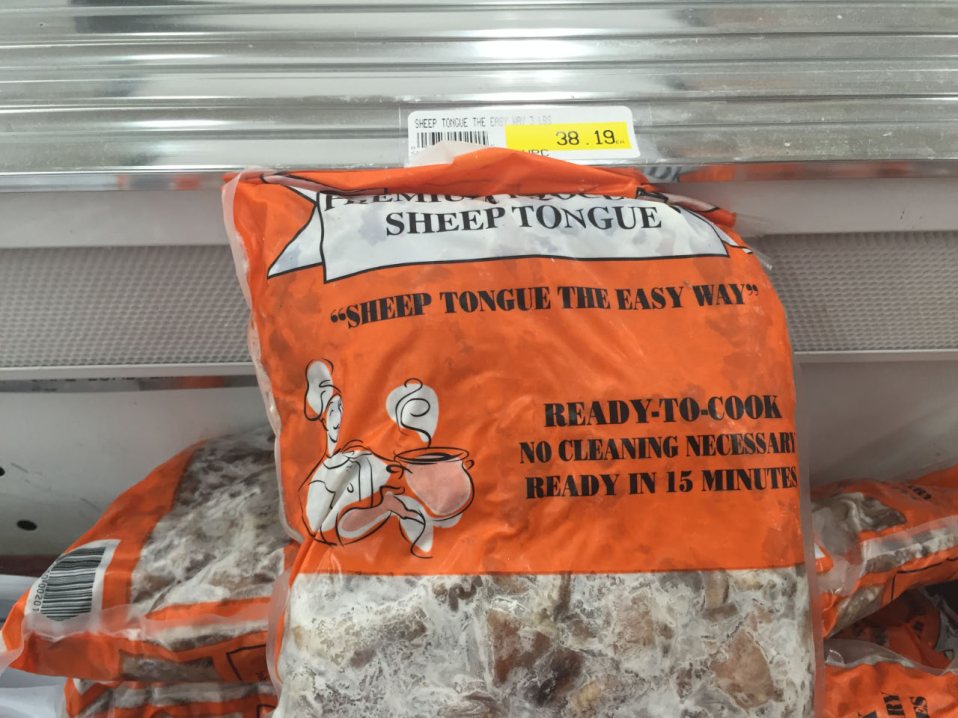 SHEEP TONGUE THE EASY WAY 3 LBS
38.19
SHEEP TONGUE
“SHEEP TONGUE THE EASY WAY”
READY-TO-COOK
NO CLEANING NECESSARY
READY IN 15 MINUTES